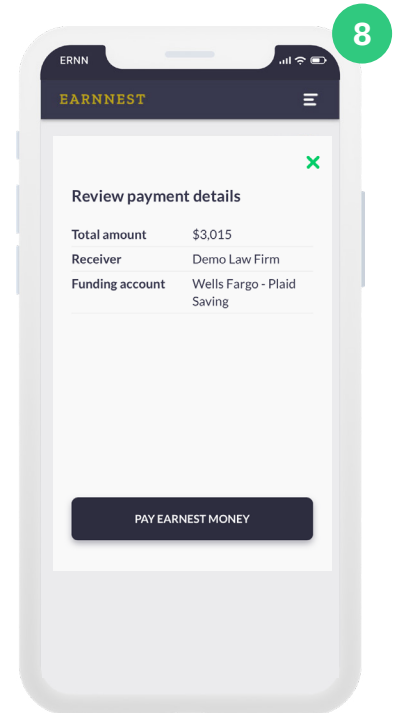 8
ERNN
EARNNEST
Review payment details
Total amount $3,015
Receiver Demo Law Firm
Funding account Wells Fargo - Plaid
Saving
PAY EARNEST MONEY